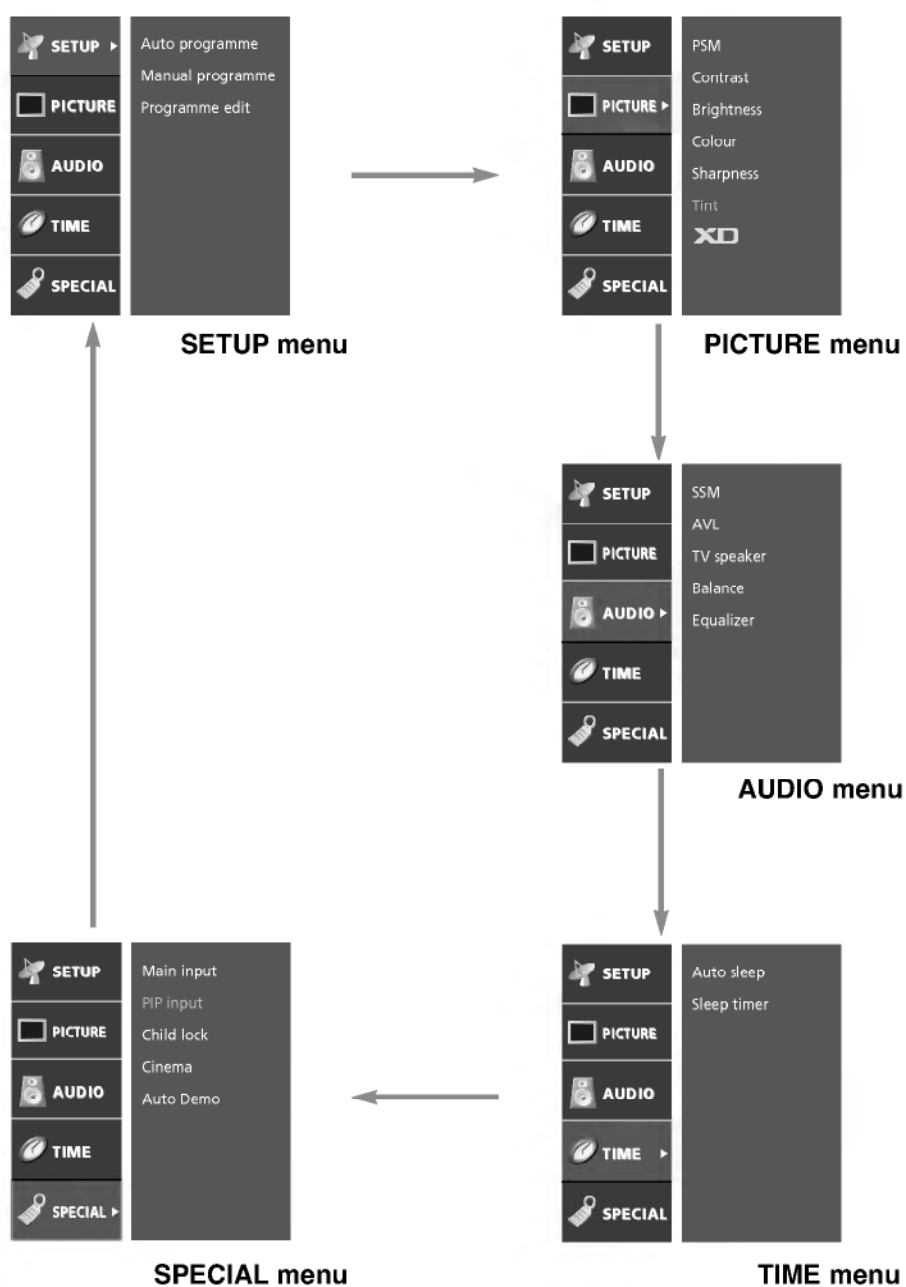 SETUP
PICTURE
AUDIO
TIME
SPECIAL
Auto programme
Manual programme
Programme edit
SETUP menu
SETUP
PICTURE
AUDIO
TIME
SPECIAL
PSM
Contrast
Brightness
Colour
Sharpness
Tint
XD
PICTURE menu
SETUP
PICTURE
AUDIO
TIME
SPECIAL
SSM
AVL
TV speaker
Balance
Equalizer
AUDIO menu
SETUP
PICTURE
AUDIO
TIME
SPECIAL
Auto sleep
Sleep timer
TIME menu
SETUP
PICTURE
AUDIO
TIME
SPECIAL
Main input
PIP input
Child lock
Cinema
Auto Demo
SPECIAL menu